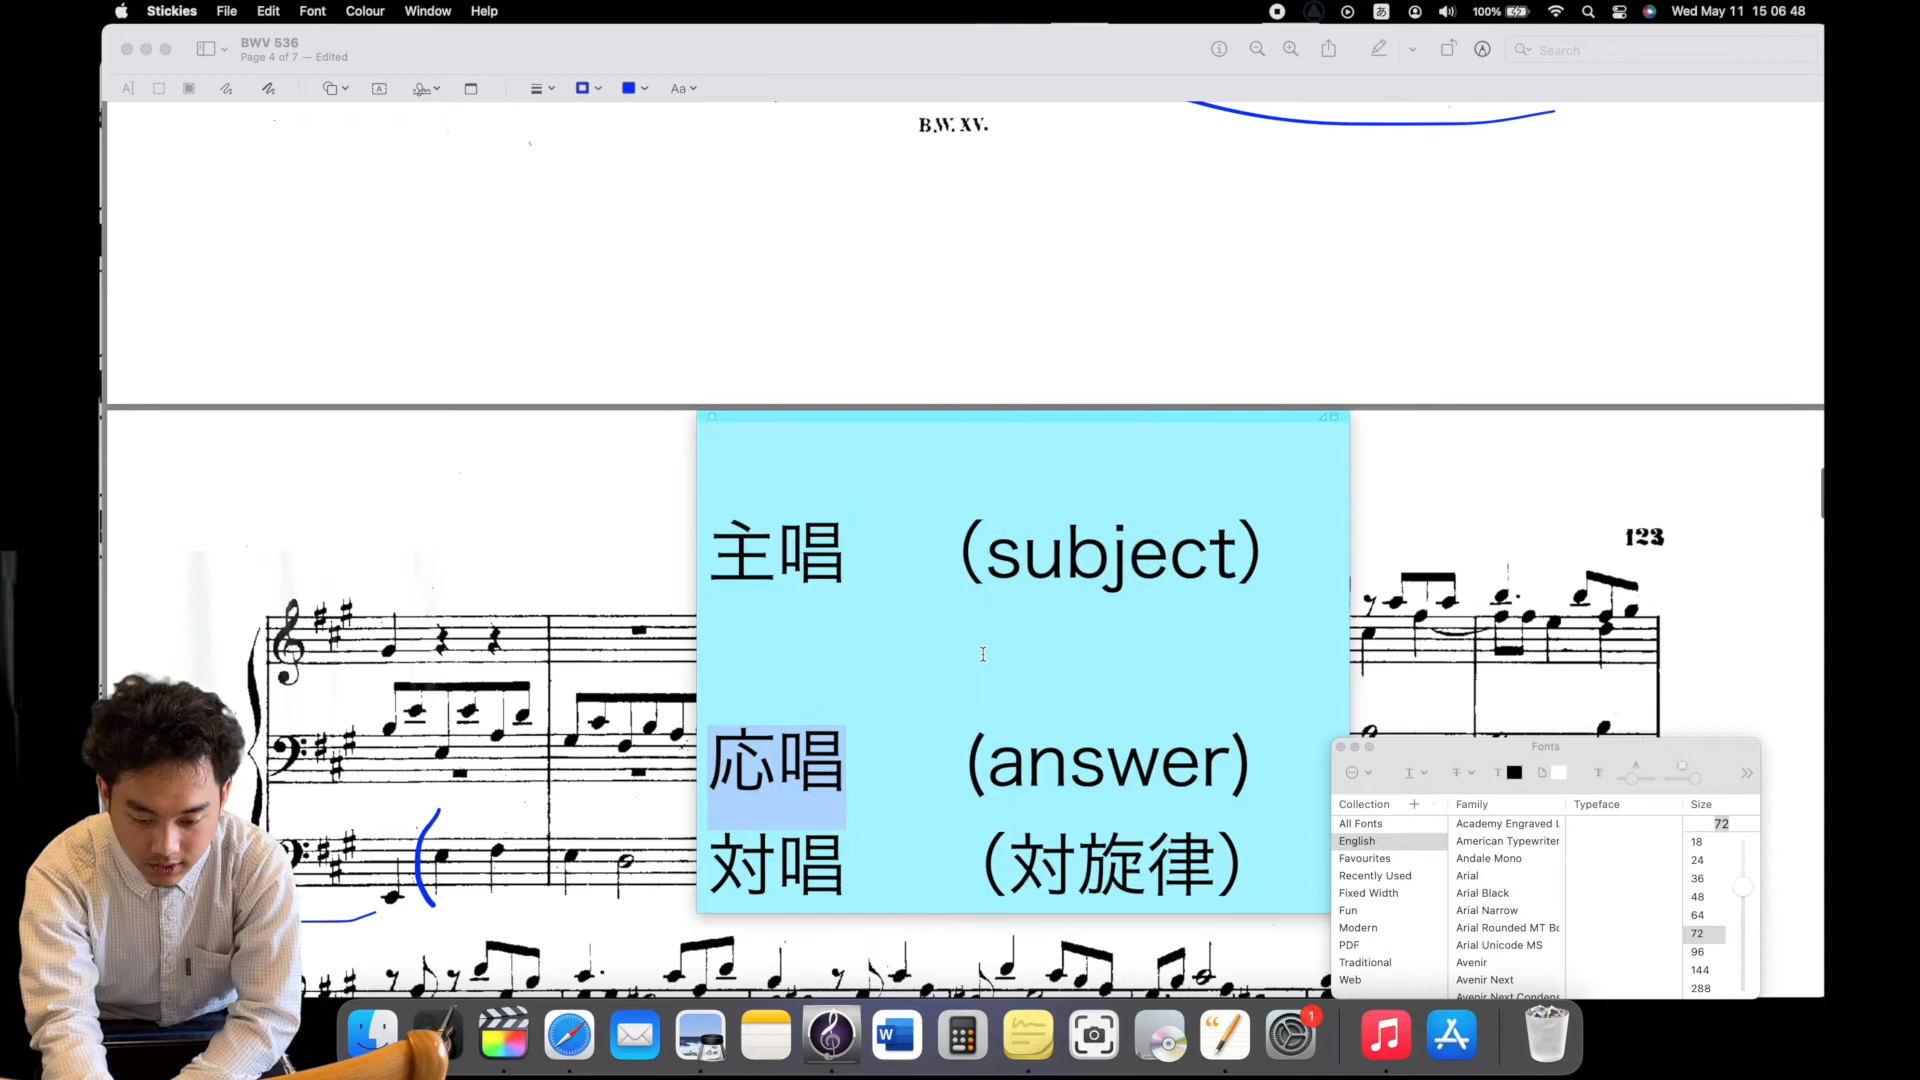 Stickies File Edit Font Colour Window Help
100% Wed May 11 15 06 48
BWV 536
Page 4 of 7 — Edited
Search
Aa
B.W. XV.
123
主唱 （subject）
応唱 (answer)
対唱 （対旋律）
Fonts
Collection Family Typeface Size
All Fonts Academy Engraved L 72
English American Typewriter 18
Favourites Andale Mono 24
Recently Used Arial 36
Fixed Width Arial Black 48
Fun Arial Narrow 64
Modern Arial Rounded MT Bo 72
PDF Arial Unicode MS 96
Traditional Avenir 144
Web Avenir Next 288
Avenir Next Condens
1